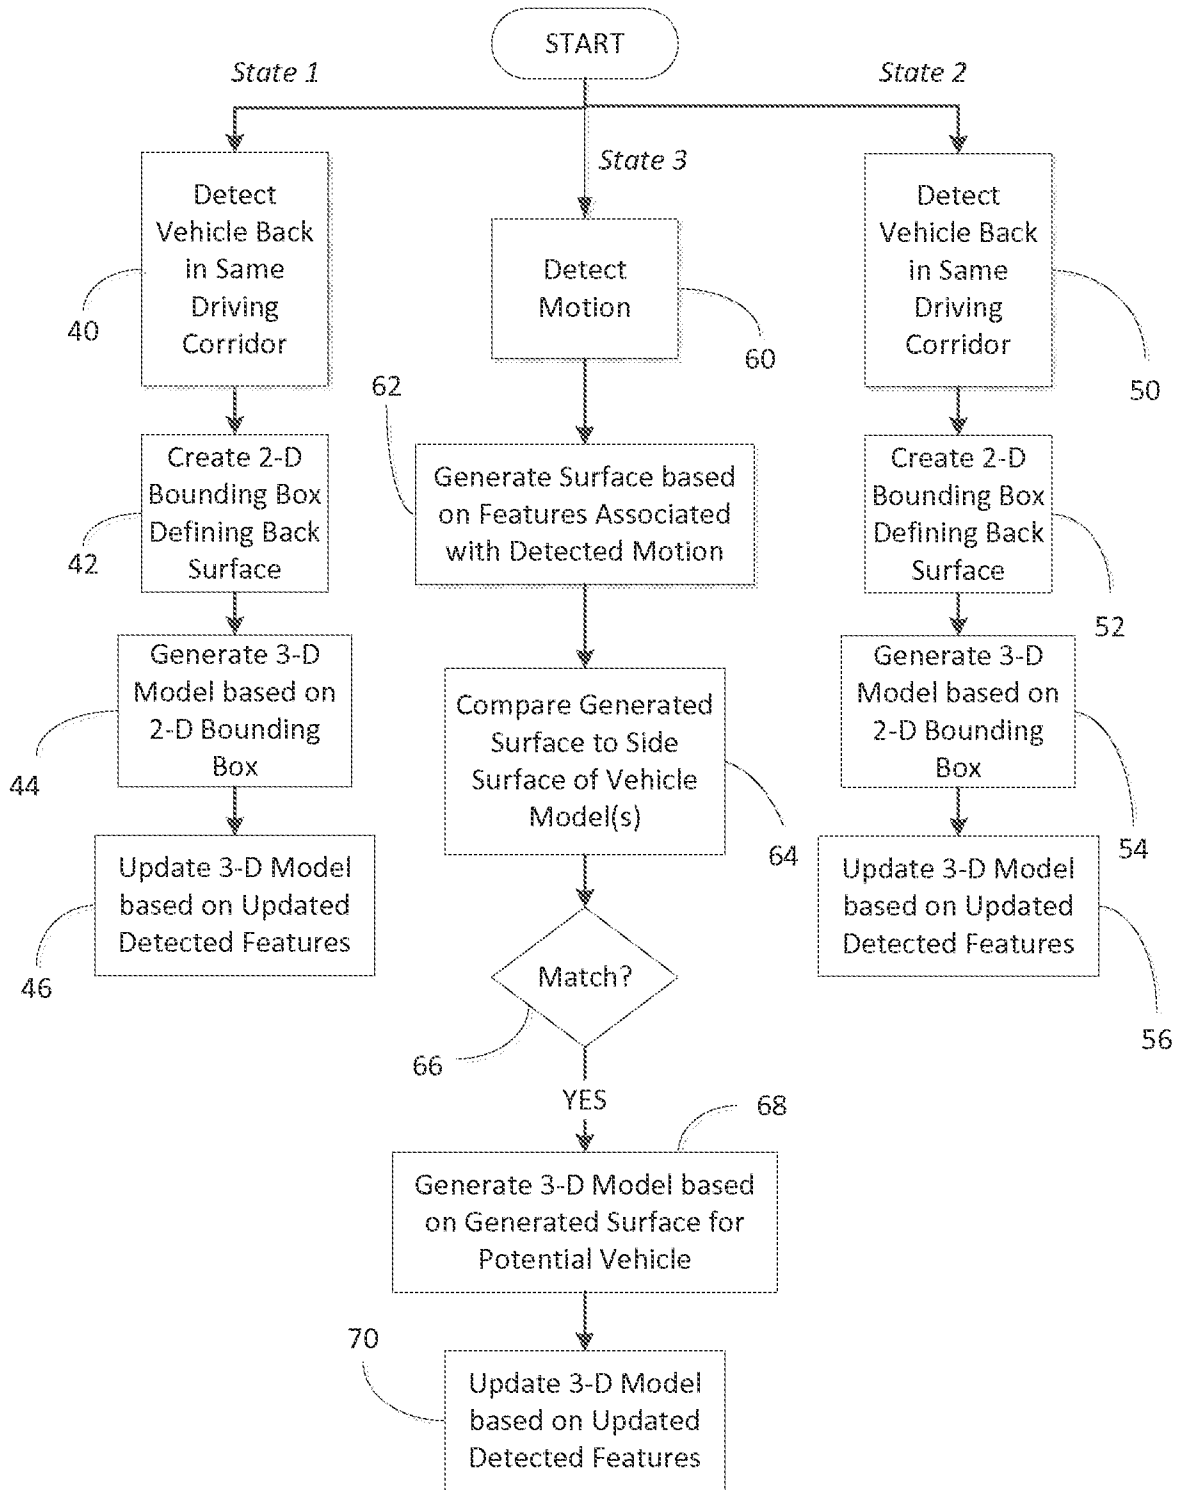 START
State 1
State 2
State 3
Detect
Vehicle Back
in Same
Driving
Corridor
40
Create 2-D
Bounding Box
Defining Back
Surface
42
Generate 3-D
Model based on
2-D Bounding
Box
44
Update 3-D Model
based on Updated
Detected Features
46
Detect
Motion
60
62
Generate Surface based
on Features Associated
with Detected Motion
Compare Generated
Surface to Side
Surface of Vehicle
Model(s)
64
Match?
66
YES
68
Generate 3-D Model based
on Generated Surface for
Potential Vehicle
70
Update 3-D Model
based on Updated
Detected Features
Detect
Vehicle Back
in Same
Driving
Corridor
50
Create 2-D
Bounding Box
Defining Back
Surface
52
Generate 3-D
Model based on
2-D Bounding
Box
54
Update 3-D Model
based on Updated
Detected Features
56